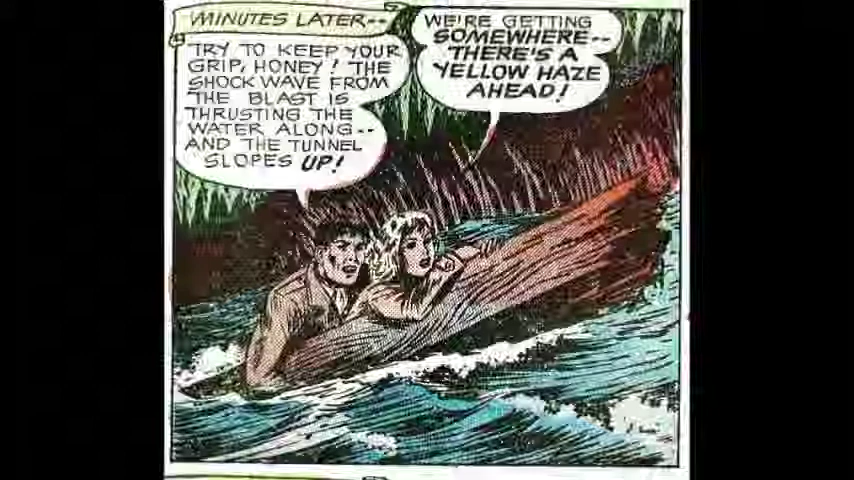 MINUTES LATER--
TRY TO KEEP YOUR
GRIP, HONEY! THE
SHOCK WAVE FROM
THE BLAST IS
THRUSTING THE
WATER ALONG--
AND THE TUNNEL
SLOPES UP!
WE'RE GETTING
SOMEWHERE--
THERE'S A
YELLOW HAZE
AHEAD!